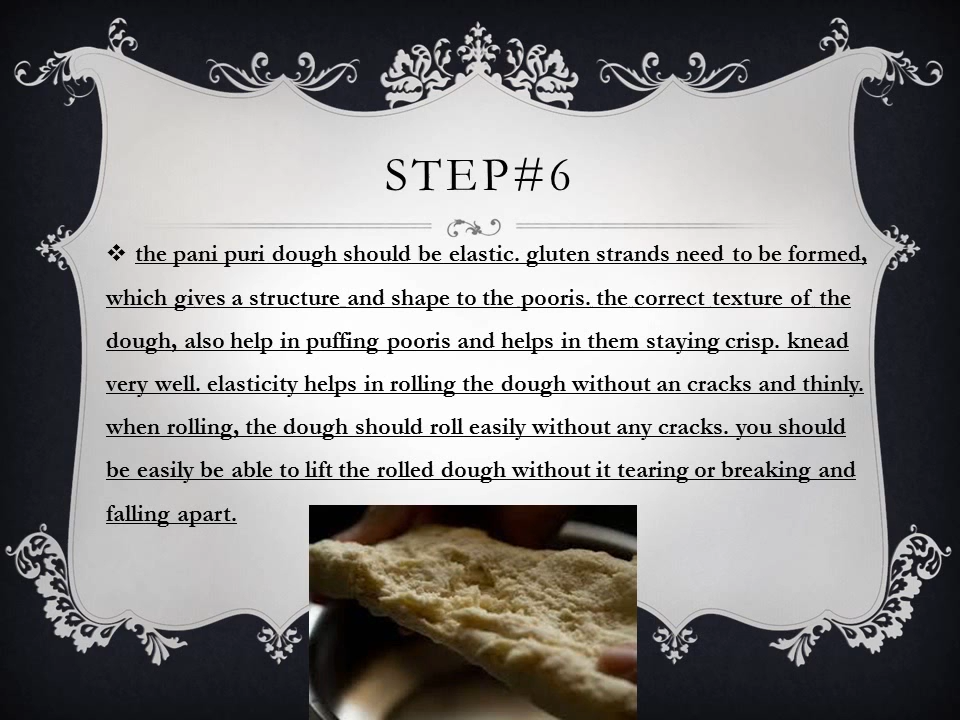 STEP#6
❖ the pani puri dough should be elastic. gluten strands need to be formed,
which gives a structure and shape to the pooris. the correct texture of the
dough, also help in puffing pooris and helps in them staying crisp. knead
very well. elasticity helps in rolling the dough without an cracks and thinly.
when rolling, the dough should roll easily without any cracks. you should
be easily be able to lift the rolled dough without it tearing or breaking and
falling apart.